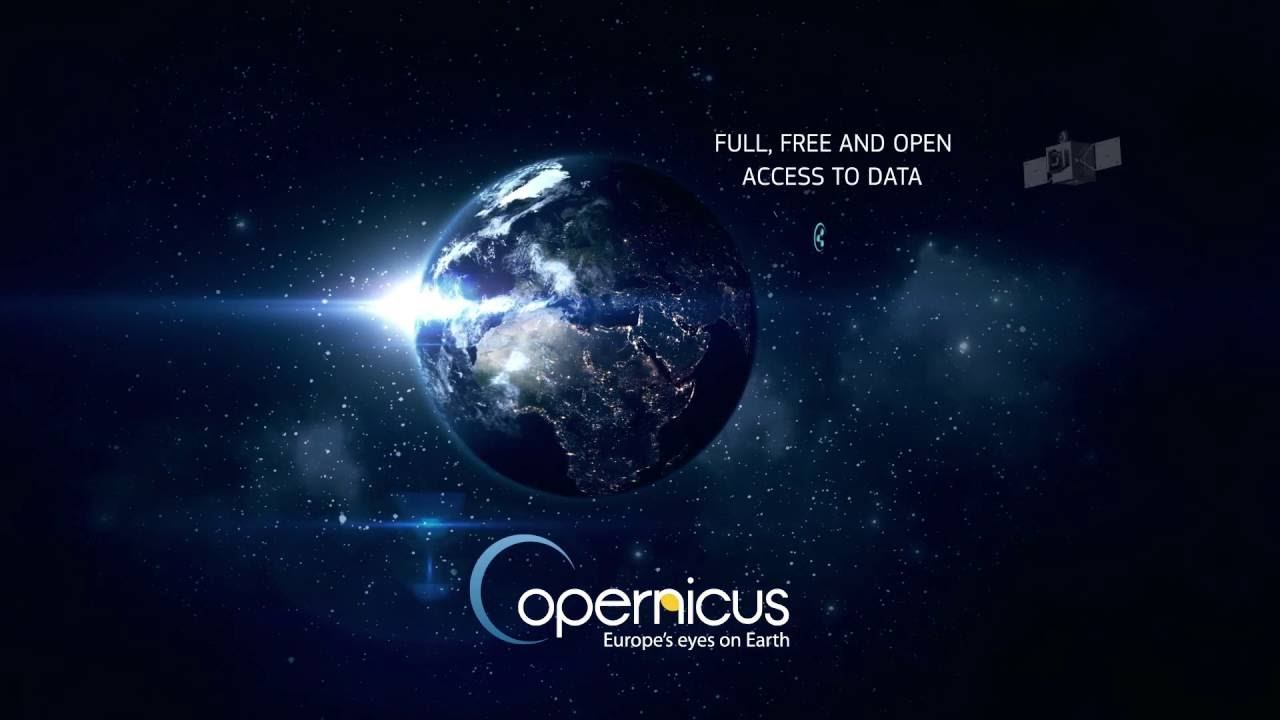 FULL, FREE AND OPEN
ACCESS TO DATA
Copernicus
Europe's eyes on Earth